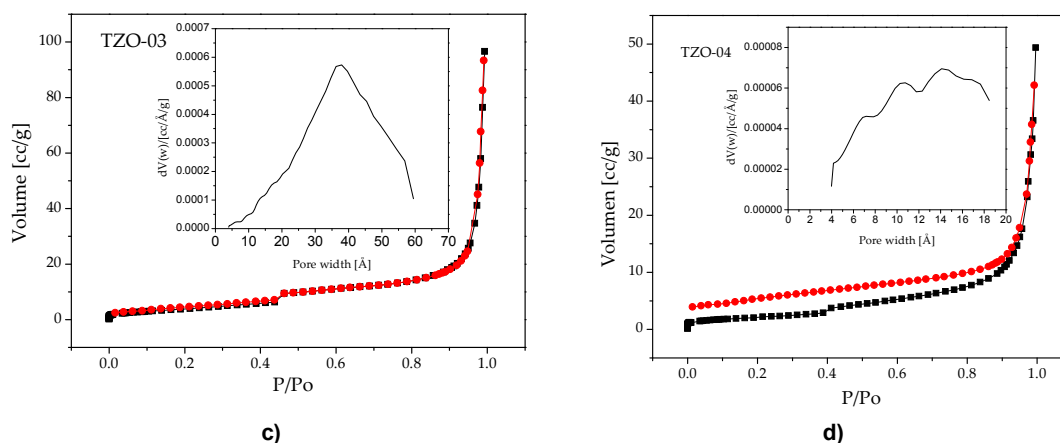 TZO-03
Volume [cc/g]
100
80
60
40
20
0
0.0 0.2 0.4 0.6 0.8 1.0
P/Po
dV(w)/[cc/Å/g]
0.0007
0.0006
0.0005
0.0004
0.0003
0.0002
0.0001
0.0000
0 10 20 30 40 50 60 70
Pore width [Å]
c)
TZO-04
Volumen [cc/g]
50
40
30
20
10
0
0.0 0.2 0.4 0.6 0.8 1.0
P/Po
dV(w)/[cc/Å/g]
0.00008
0.00006
0.00004
0.00002
0.00000
0 2 4 6 8 10 12 14 16 18 20
Pore width [Å]
d)